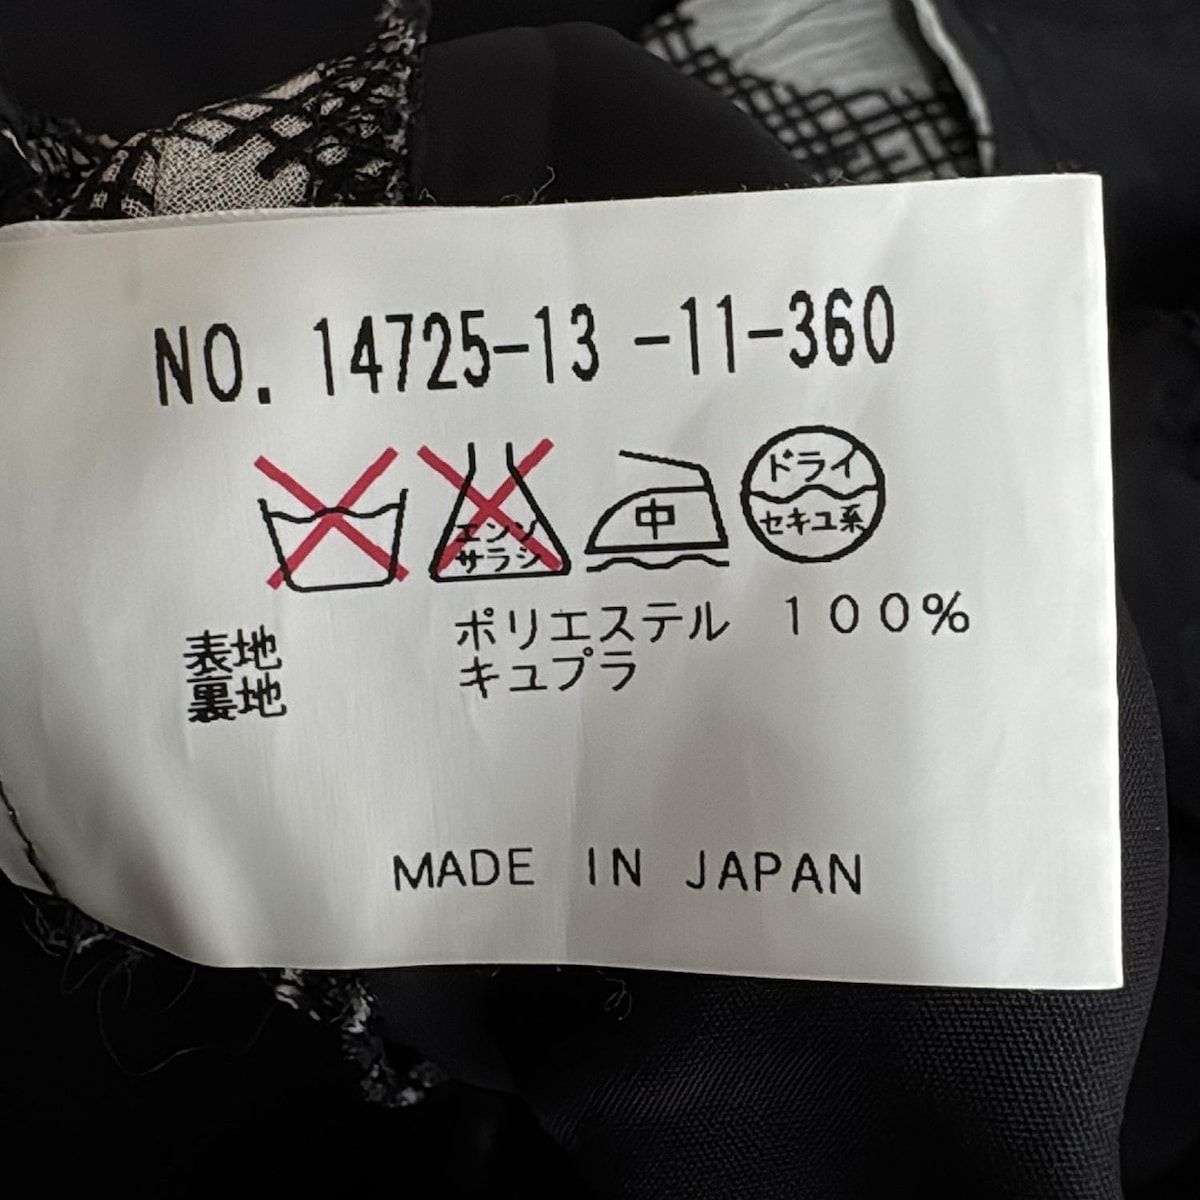 NO. 14725-13 -11-360
エンソ
サラシ
中
ドライ
セキユ系
表地 ポリエステル 100%
裏地 キュプラ
MADE IN JAPAN